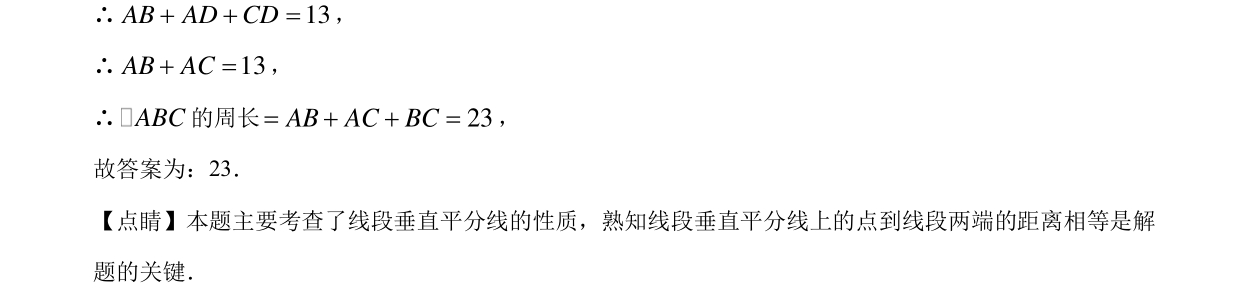 ∴ AB + AD + CD = 13，
∴ AB + AC = 13，
∴ □ABC 的周长 = AB + AC + BC = 23，
故答案为：23．
【点睛】本题主要考查了线段垂直平分线的性质，熟知线段垂直平分线上的点到线段两端的距离相等是解
题的关键．